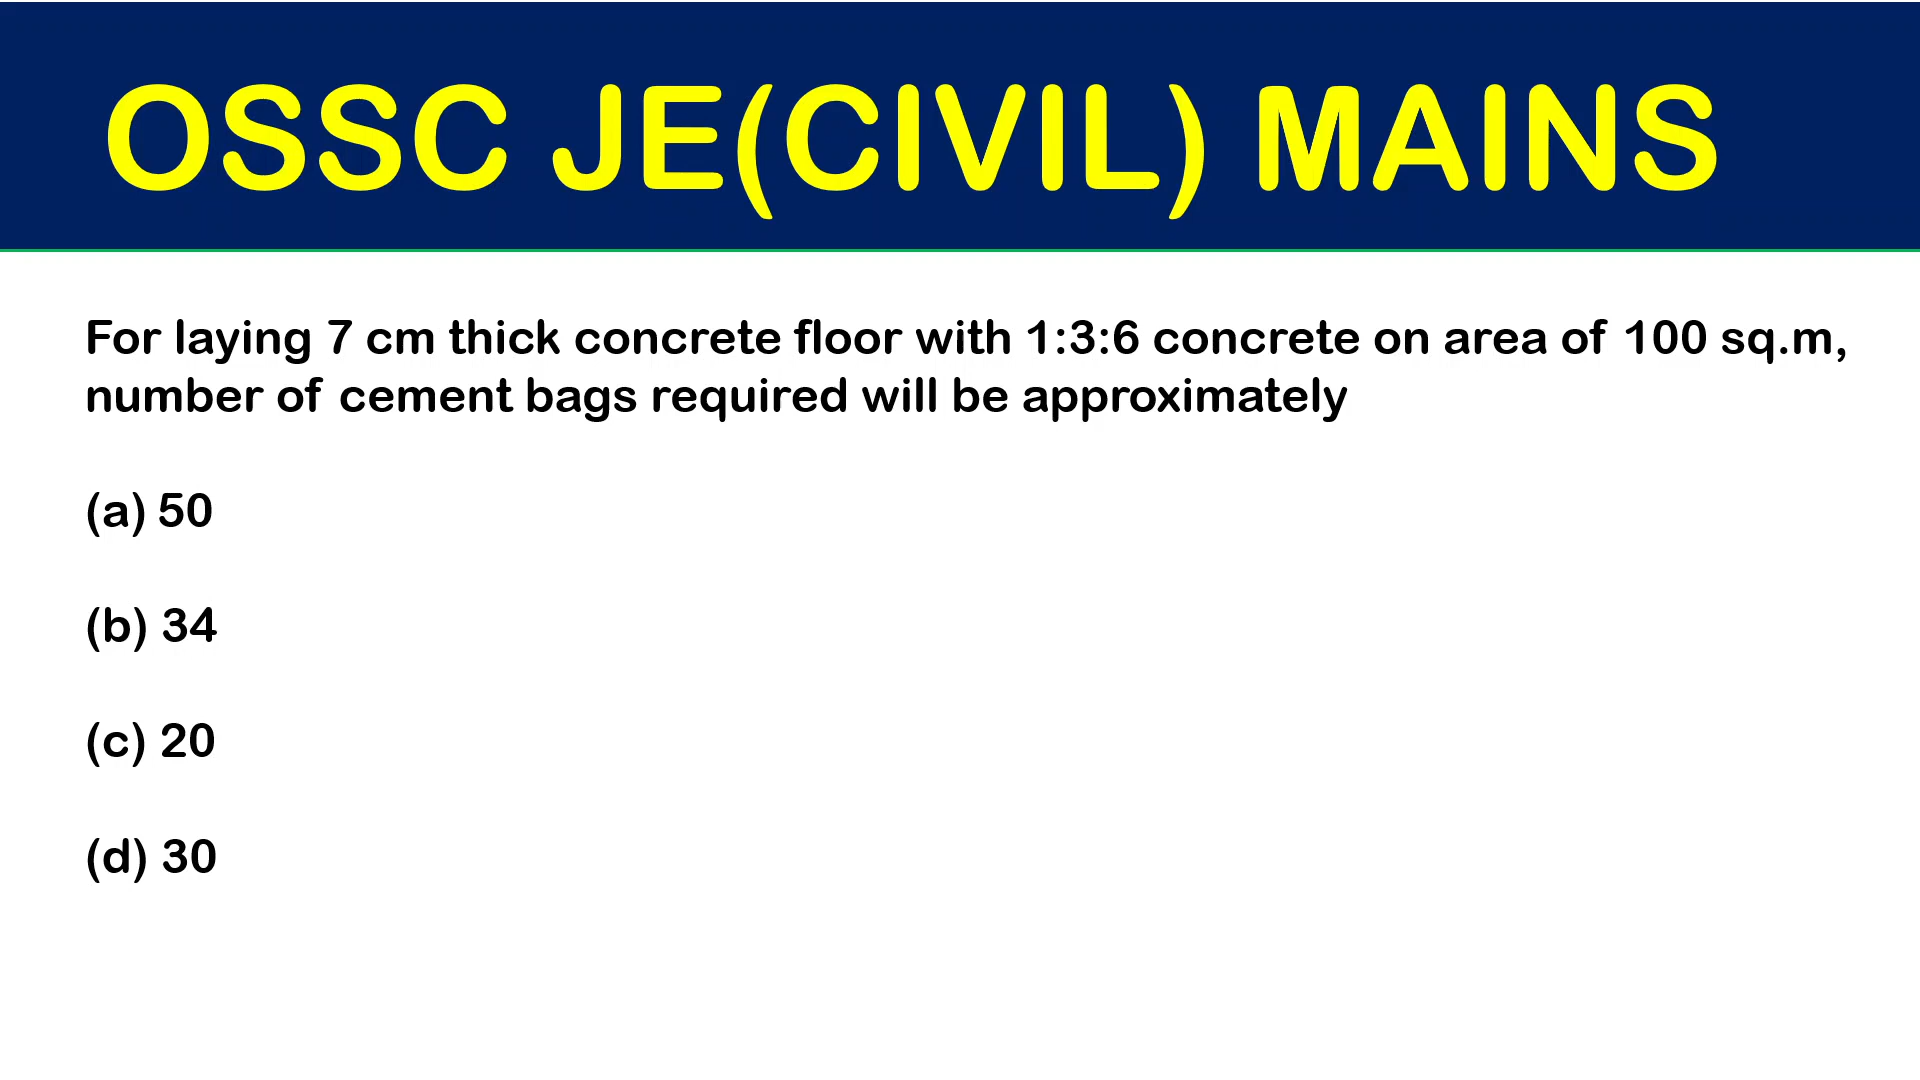 OSSC JE(CIVIL) MAINS
For laying 7 cm thick concrete floor with 1:3:6 concrete on area of 100 sq.m,
number of cement bags required will be approximately
(a) 50
(b) 34
(c) 20
(d) 30